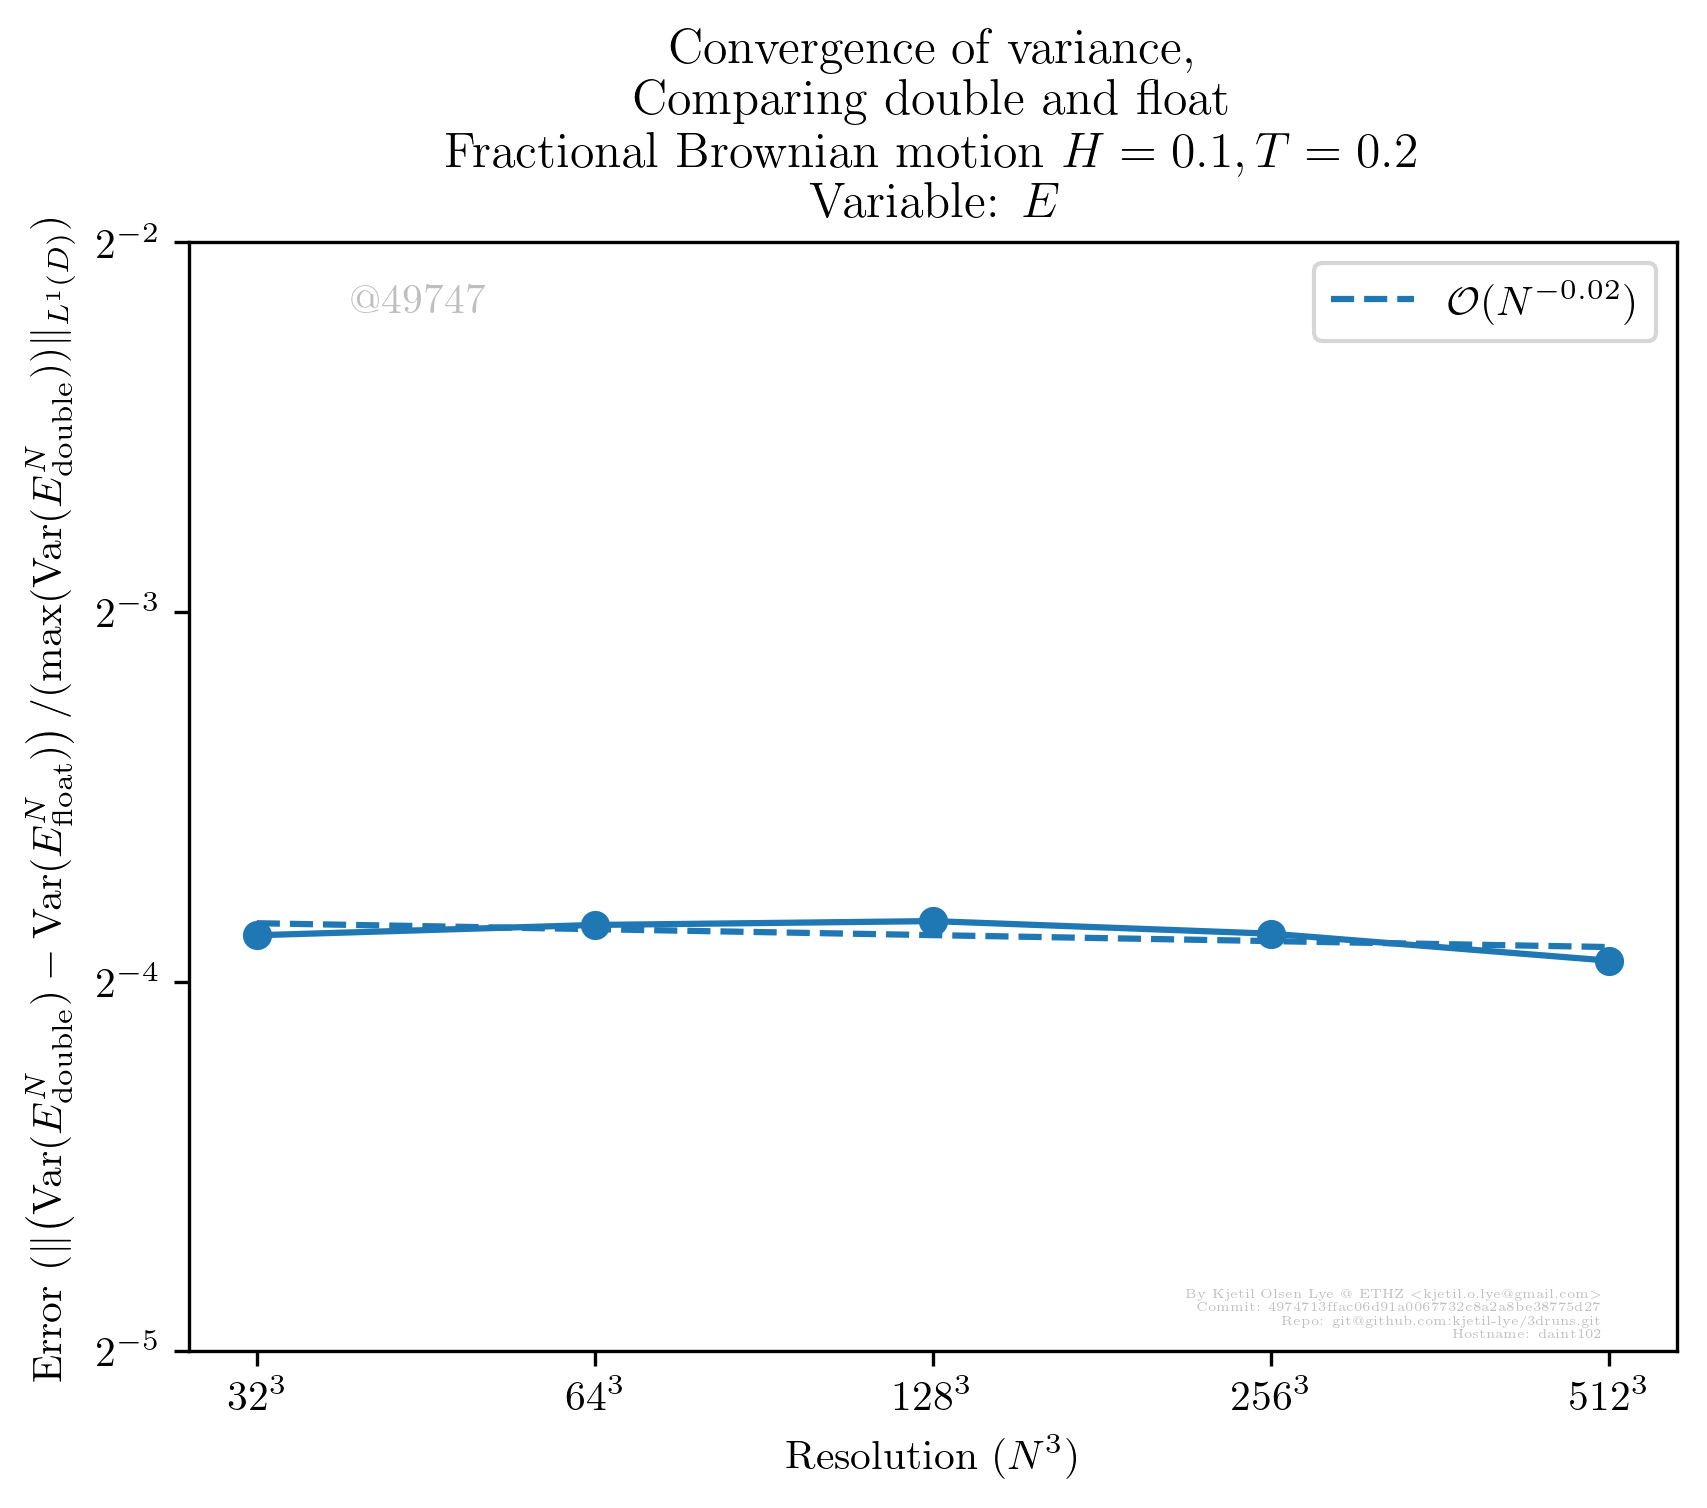 Convergence of variance,
Comparing double and float
Fractional Brownian motion H = 0.1, T = 0.2
Variable: E
Error (‖(Var(E^N_double) − Var(E^N_float)) /(max(Var(E^N_double))‖_{L^1(D)})
2^{-2}
2^{-3}
2^{-4}
2^{-5}
@49747
O(N^{-0.02})
By Kjetil Olsen Lye @ ETHZ <kjetil.o.lye@gmail.com>
Commit: 4974713ffac06d91a0067732c8a2a8be38775d27
Repo: git@github.com:kjetil-lye/3druns.git
Hostname: daint102
32^3 64^3 128^3 256^3 512^3
Resolution (N^3)